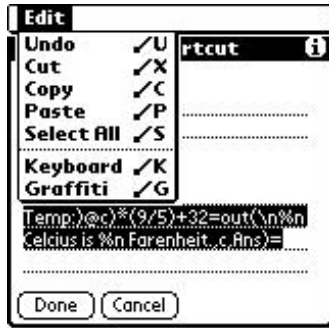 Edit
Undo ⁄U rtcut i
Cut ⁄X
Copy ⁄C
Paste ⁄P
Select All ⁄S
Keyboard ⁄K
Graffiti ⁄G
Temp:)@c)*(9/5)+32=out(\n%n
Celcius is %n Farenheit.,c,Ans)=
Done Cancel